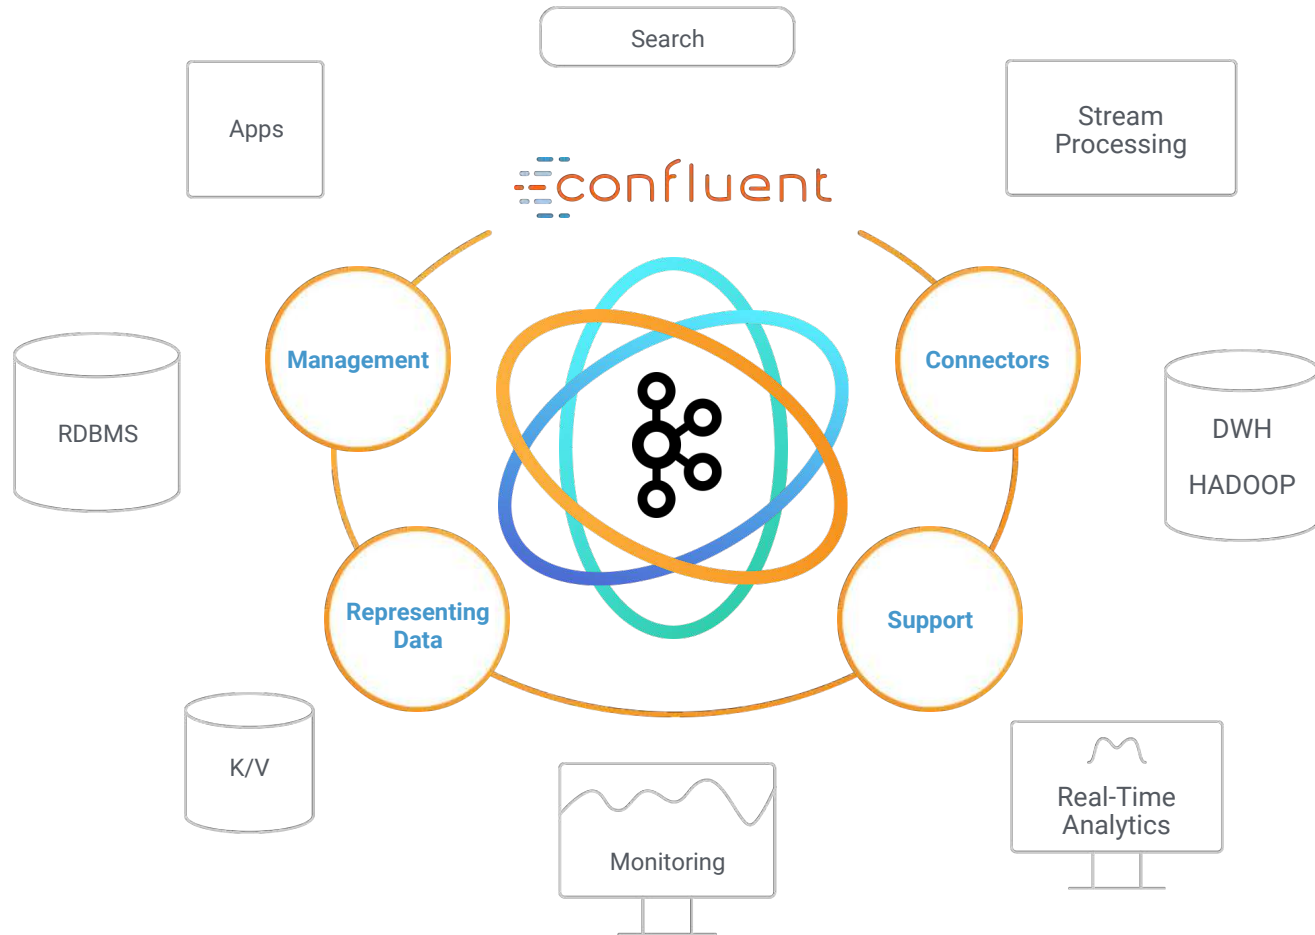 Search
Apps
Stream
Processing
confluent
Management
Connectors
RDBMS
DWH
HADOOP
Representing
Data
Support
K/V
Real-Time
Analytics
Monitoring